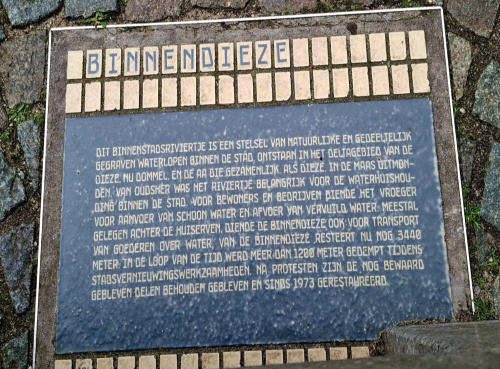 BINNENDIEZE
DIT BINNENSTADSRIVIERTJE IS EEN STELSEL VAN NATUURLIJKE EN GEDEELTELIJK
GEGRAVEN WATERLOPEN BINNEN DE STAD, ONTSTAAN IN HET DELTAGEBIED VAN DE
DIEZE NU DOMMEL EN DE AA DIE GEZAMENLIJK ALS DIEZE IN DE MAAS UITMON-
DEN. VAN OUDSHER WAS HET RIVIERTJE BELANGRIJK VOOR DE WATERHUISHOU-
DING BINNEN DE STAD. VOOR BEWONERS EN BEDRIJVEN DIENDE HET VROEGER
VOOR AANVOER VAN SCHOON WATER EN AFVOER VAN VERVUILD WATER. MEESTAL
GELEGEN ACHTER DE HUISERVEN, DIENDE DE BINNENDIEZE OOK VOOR TRANSPORT
VAN GOEDEREN OVER WATER. VAN DE BINNENDIEZE RESTEERT NU NOG 3440
METER. IN DE LOOP VAN DE TIJD WERD MEER DAN 1200 METER GEDEMPT TIJDENS
STADSVERNIEUWINGSWERKZAAMHEDEN. NA PROTESTEN ZIJN DE NOG BEWAARD
GEBLEVEN DELEN BEHOUDEN GEBLEVEN EN SINDS 1973 GERESTAUREERD.